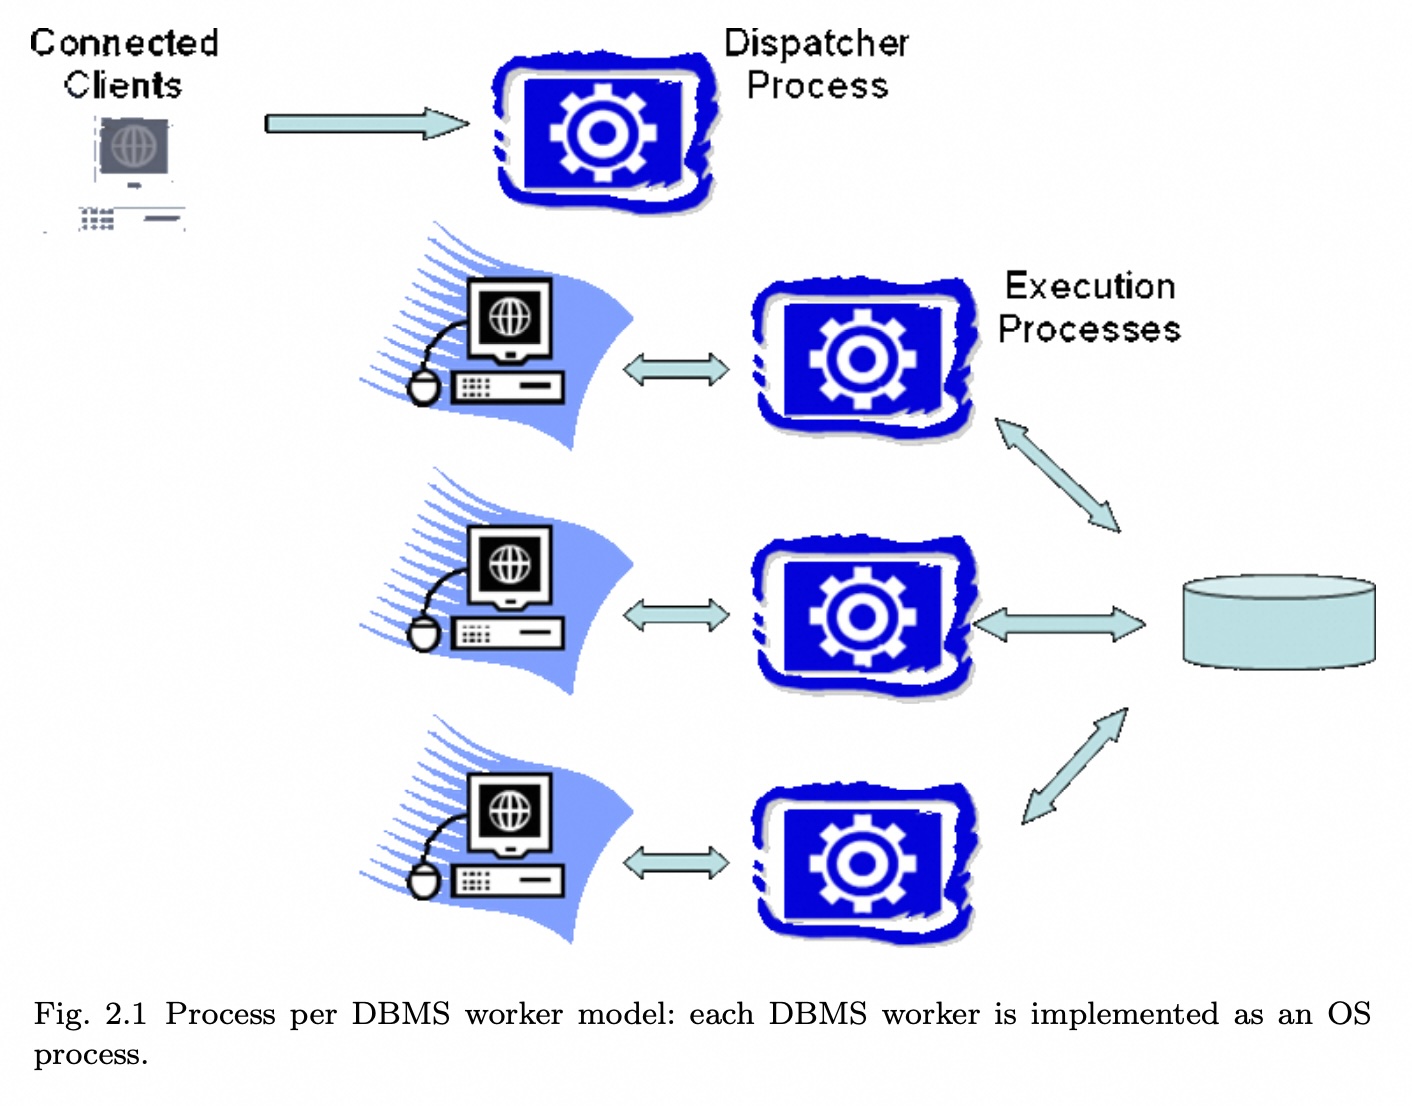 Connected
Clients
Dispatcher
Process
Execution
Processes
Fig. 2.1 Process per DBMS worker model: each DBMS worker is implemented as an OS
process.